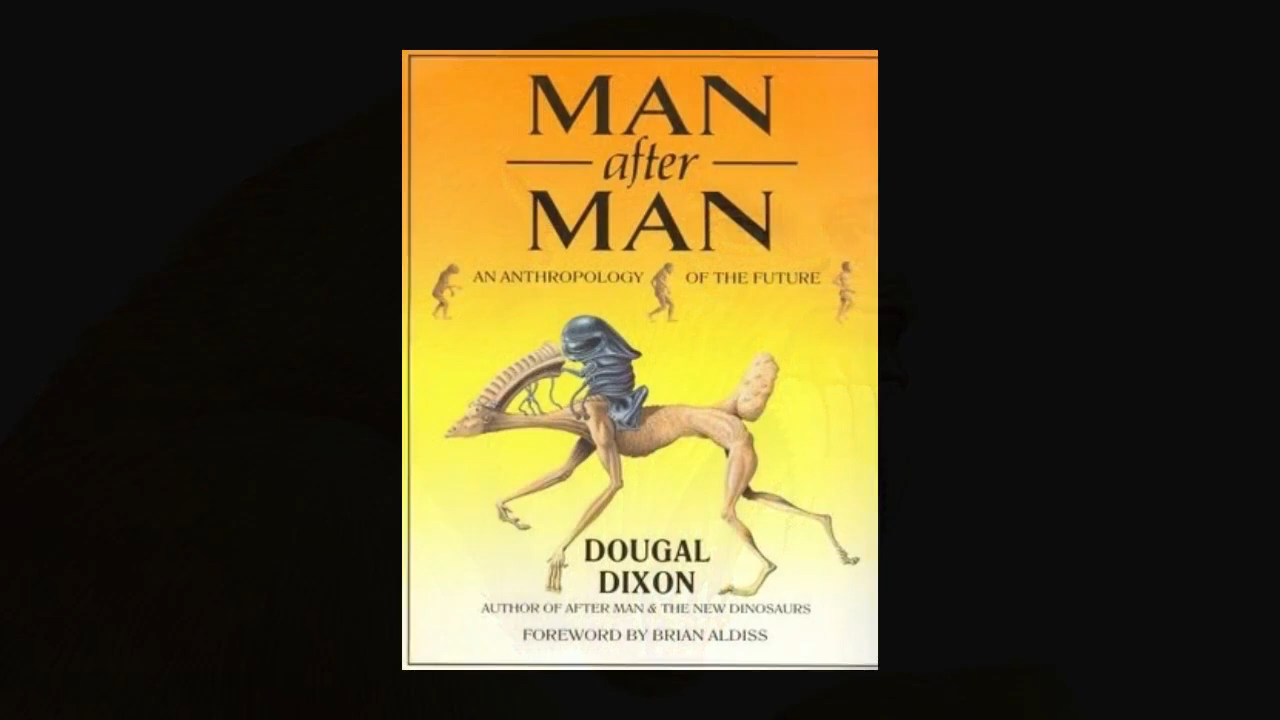 MAN
after
MAN
AN ANTHROPOLOGY OF THE FUTURE
DOUGAL
DIXON
AUTHOR OF AFTER MAN & THE NEW DINOSAURS
FOREWORD BY BRIAN ALDISS